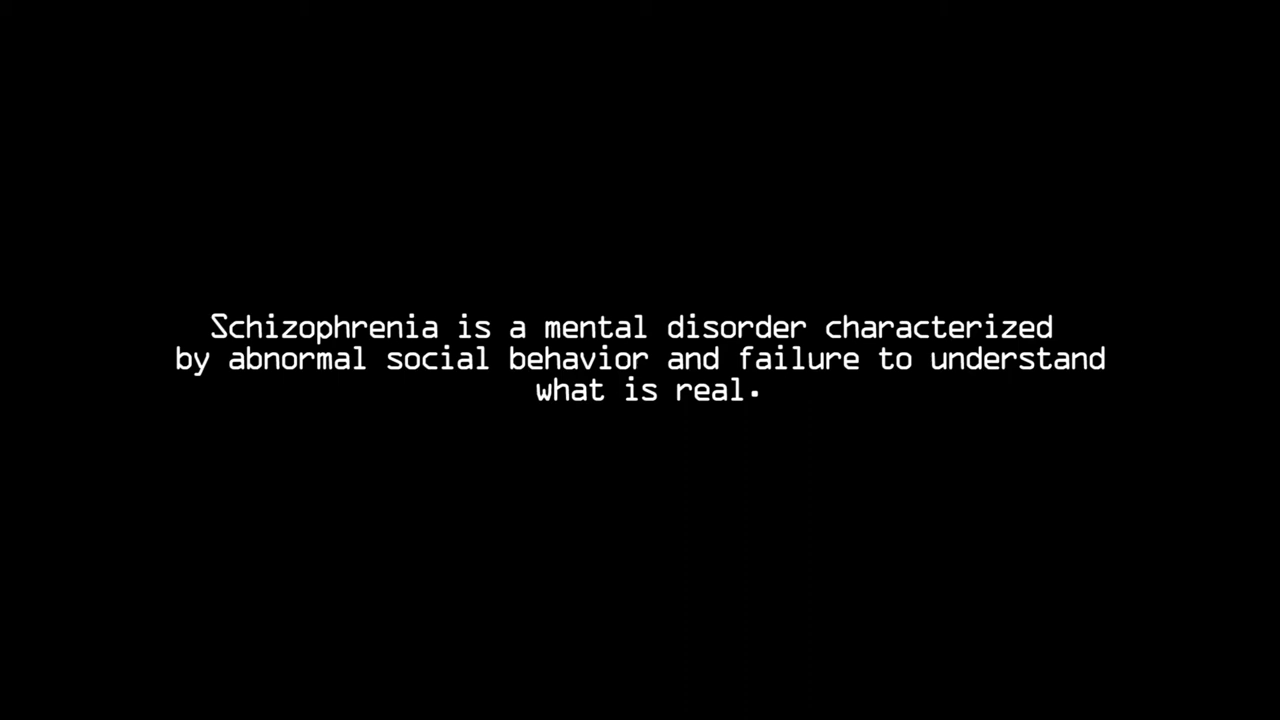 Schizophrenia is a mental disorder characterized
by abnormal social behavior and failure to understand
what is real.